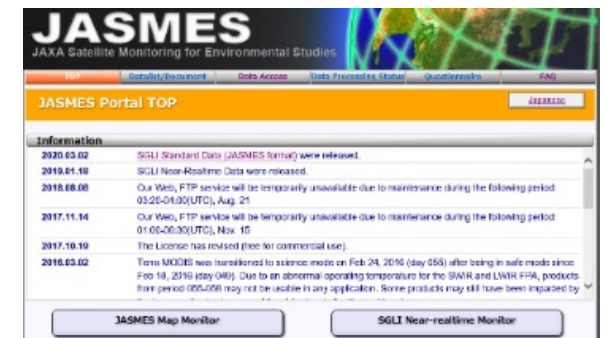 JASMES
JAXA Satellite Monitoring for Environmental Studies
TOP Datalist/Document Data Access Data Processing Status Questionnaire FAQ
JASMES Portal TOP
Japanese
Information
2020.03.02 SGLI Standard Data (JASMES format) were released.
2019.01.18 SGLI Near-Realtime Data were released.
2018.08.08 Our Web, FTP service will be temporarily unavailable due to maintenance during the following period:
03:20-04:00(UTC), Aug. 21
2017.11.14 Our Web, FTP service will be temporarily unavailable due to maintenance during the following period:
01:00-08:30(UTC), Nov. 15
2017.10.19 The License has revised (free for commercial use).
2016.03.02 Terra MODIS was transitioned to science mode on Feb 24, 2016 (day 055) after being in safe mode since
Feb 18, 2016 (day 049). Due to an abnormal operating temperature for the SWIR and LWIR FPA, products
from period 055-058 may not be usable in any application. Some products may still have been impacted by
JASMES Map Monitor
SGLI Near-realtime Monitor